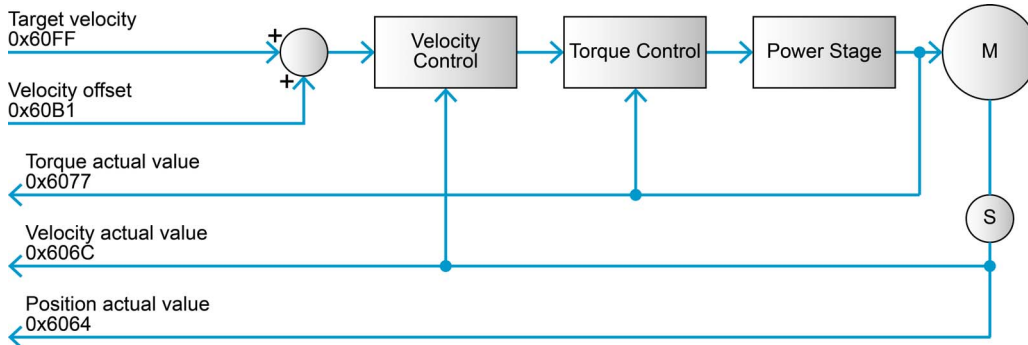 Target velocity
0x60FF
Velocity offset
0x60B1
+
+
Velocity
Control
Torque Control
Power Stage
M
Torque actual value
0x6077
S
Velocity actual value
0x606C
Position actual value
0x6064